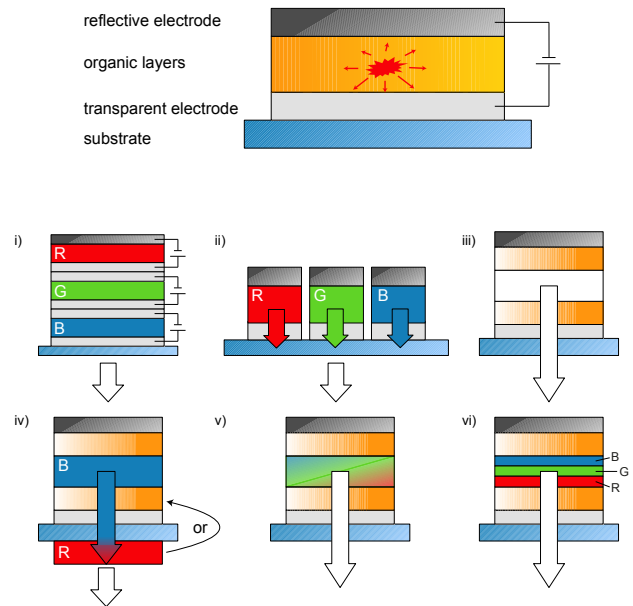 reflective electrode
organic layers
transparent electrode
substrate
i)
R
G
B
ii)
R
G
B
iii)
iv)
B
or
R
v)
vi)
B
G
R